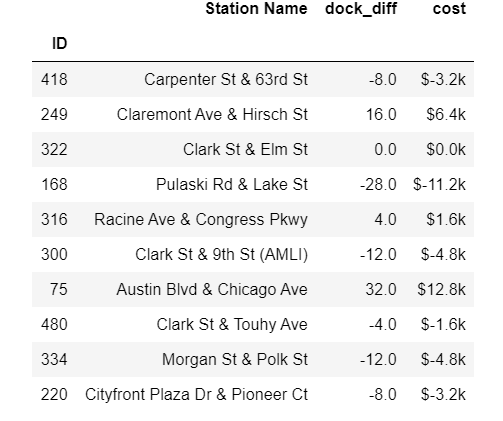 Station Name dock_diff cost
ID
418 Carpenter St & 63rd St -8.0 $-3.2k
249 Claremont Ave & Hirsch St 16.0 $6.4k
322 Clark St & Elm St 0.0 $0.0k
168 Pulaski Rd & Lake St -28.0 $-11.2k
316 Racine Ave & Congress Pkwy 4.0 $1.6k
300 Clark St & 9th St (AMLI) -12.0 $-4.8k
75 Austin Blvd & Chicago Ave 32.0 $12.8k
480 Clark St & Touhy Ave -4.0 $-1.6k
334 Morgan St & Polk St -12.0 $-4.8k
220 Cityfront Plaza Dr & Pioneer Ct -8.0 $-3.2k